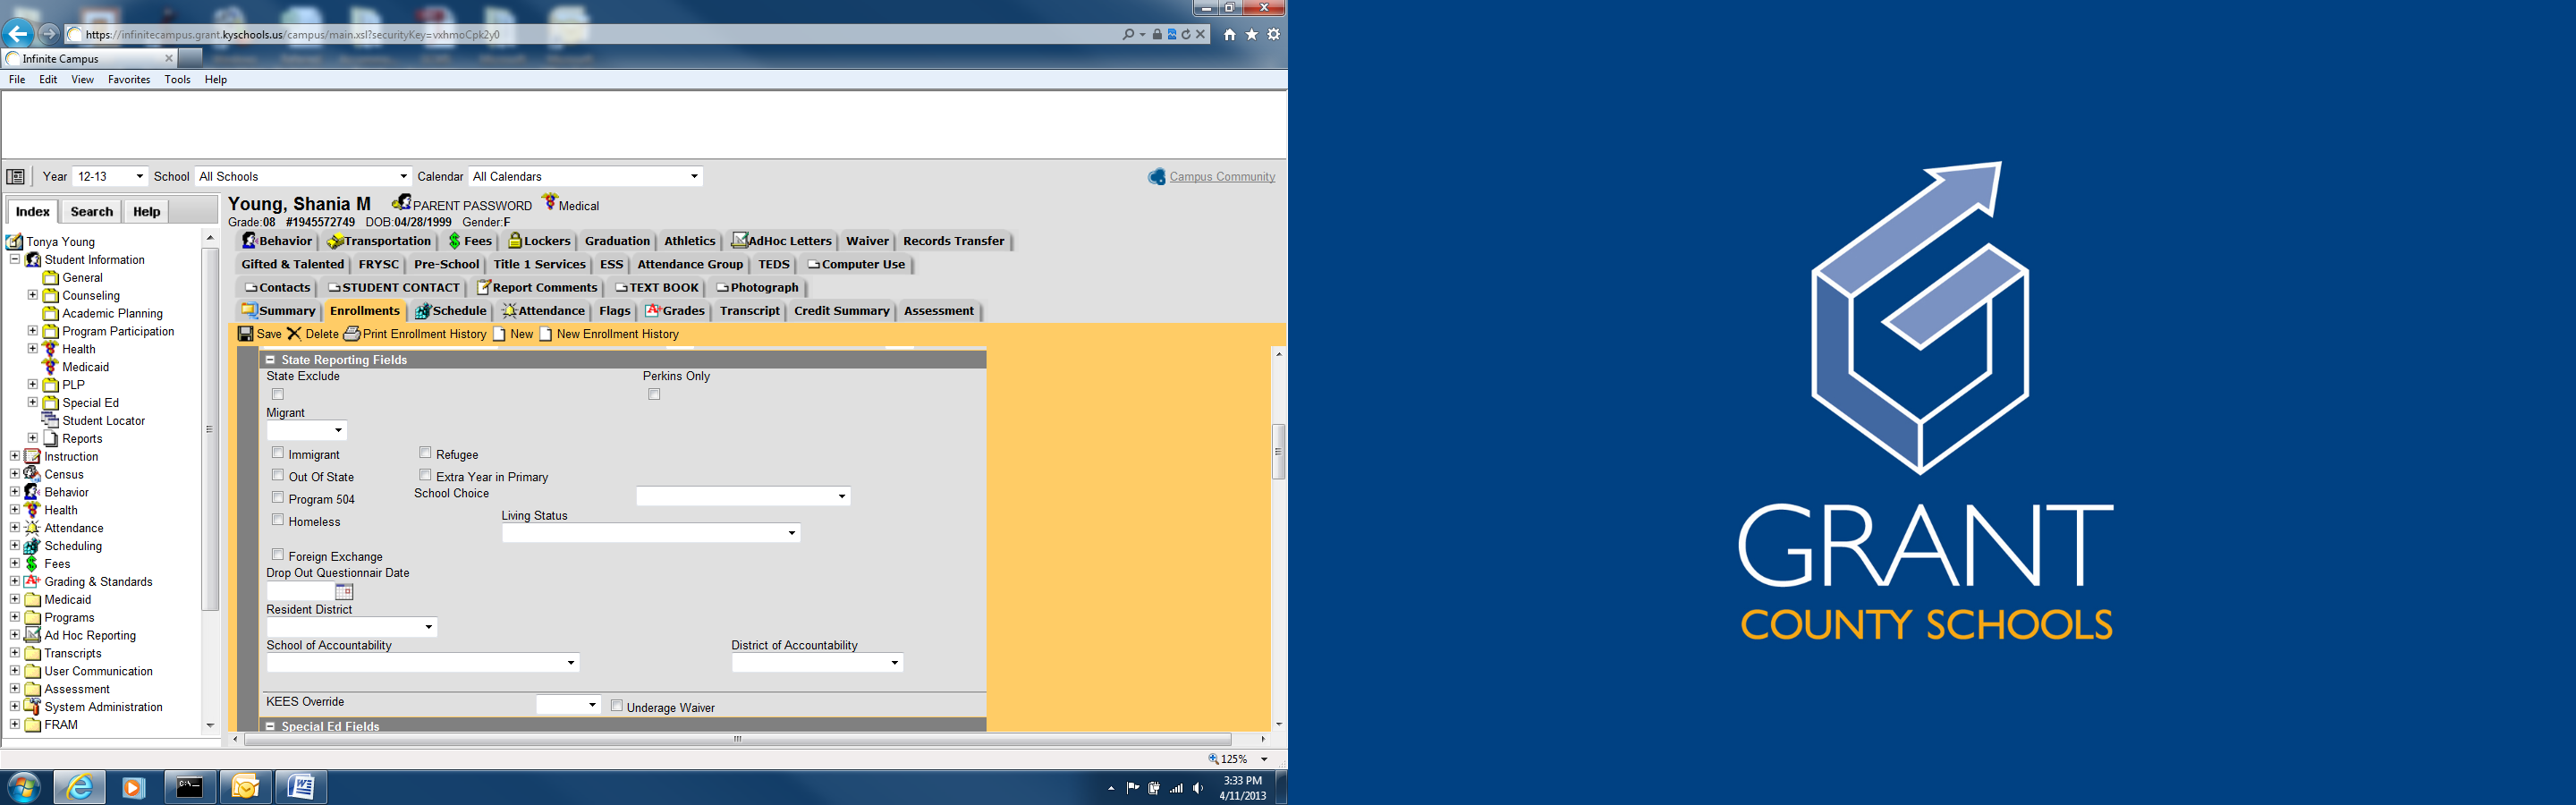 https://infinitecampus.grant.kyschools.us/campus/main.xsl?securityKey=vxhmoCpk2y0
Infinite Campus
File Edit View Favorites Tools Help
Year 12-13 School All Schools Calendar All Calendars Campus Community
Index Search Help
Young, Shania M PARENT PASSWORD Medical
Grade:08 #1945572749 DOB:04/28/1999 Gender:F
Behavior Transportation Fees Lockers Graduation Athletics AdHoc Letters Waiver Records Transfer
Gifted & Talented FRYSC Pre-School Title 1 Services ESS Attendance Group TEDS Computer Use
Contacts STUDENT CONTACT Report Comments TEXT BOOK Photograph
Summary Enrollments Schedule Attendance Flags Grades Transcript Credit Summary Assessment
Save Delete Print Enrollment History New New Enrollment History
Tonya Young
Student Information
General
Counseling
Academic Planning
Program Participation
Health
Medicaid
PLP
Special Ed
Student Locator
Reports
Instruction
Census
Behavior
Health
Attendance
Scheduling
Fees
Grading & Standards
Medicaid
Programs
Ad Hoc Reporting
Transcripts
User Communication
Assessment
System Administration
FRAM
State Reporting Fields
State Exclude Perkins Only
Migrant
Immigrant Refugee
Out Of State Extra Year in Primary
Program 504 School Choice
Homeless Living Status
Foreign Exchange
Drop Out Questionnair Date
Resident District
School of Accountability District of Accountability
KEES Override Underage Waiver
Special Ed Fields
125%
3:33 PM
4/11/2013
GRANT
COUNTY SCHOOLS